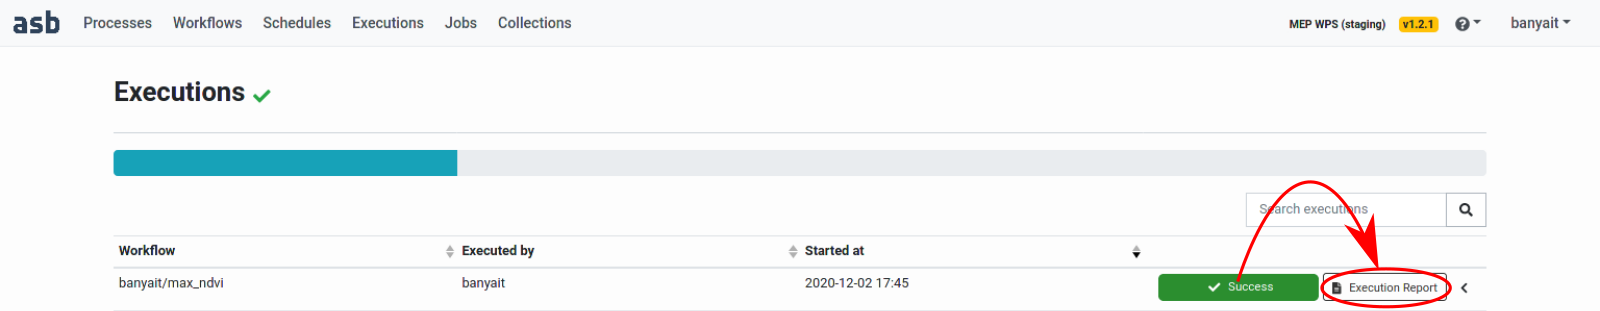 asb Processes Workflows Schedules Executions Jobs Collections MEP WPS (staging) v1.2.1 ? banyait
Executions
Search executions
Workflow Executed by Started at
banyait/max_ndvi banyait 2020-12-02 17:45 Success Execution Report